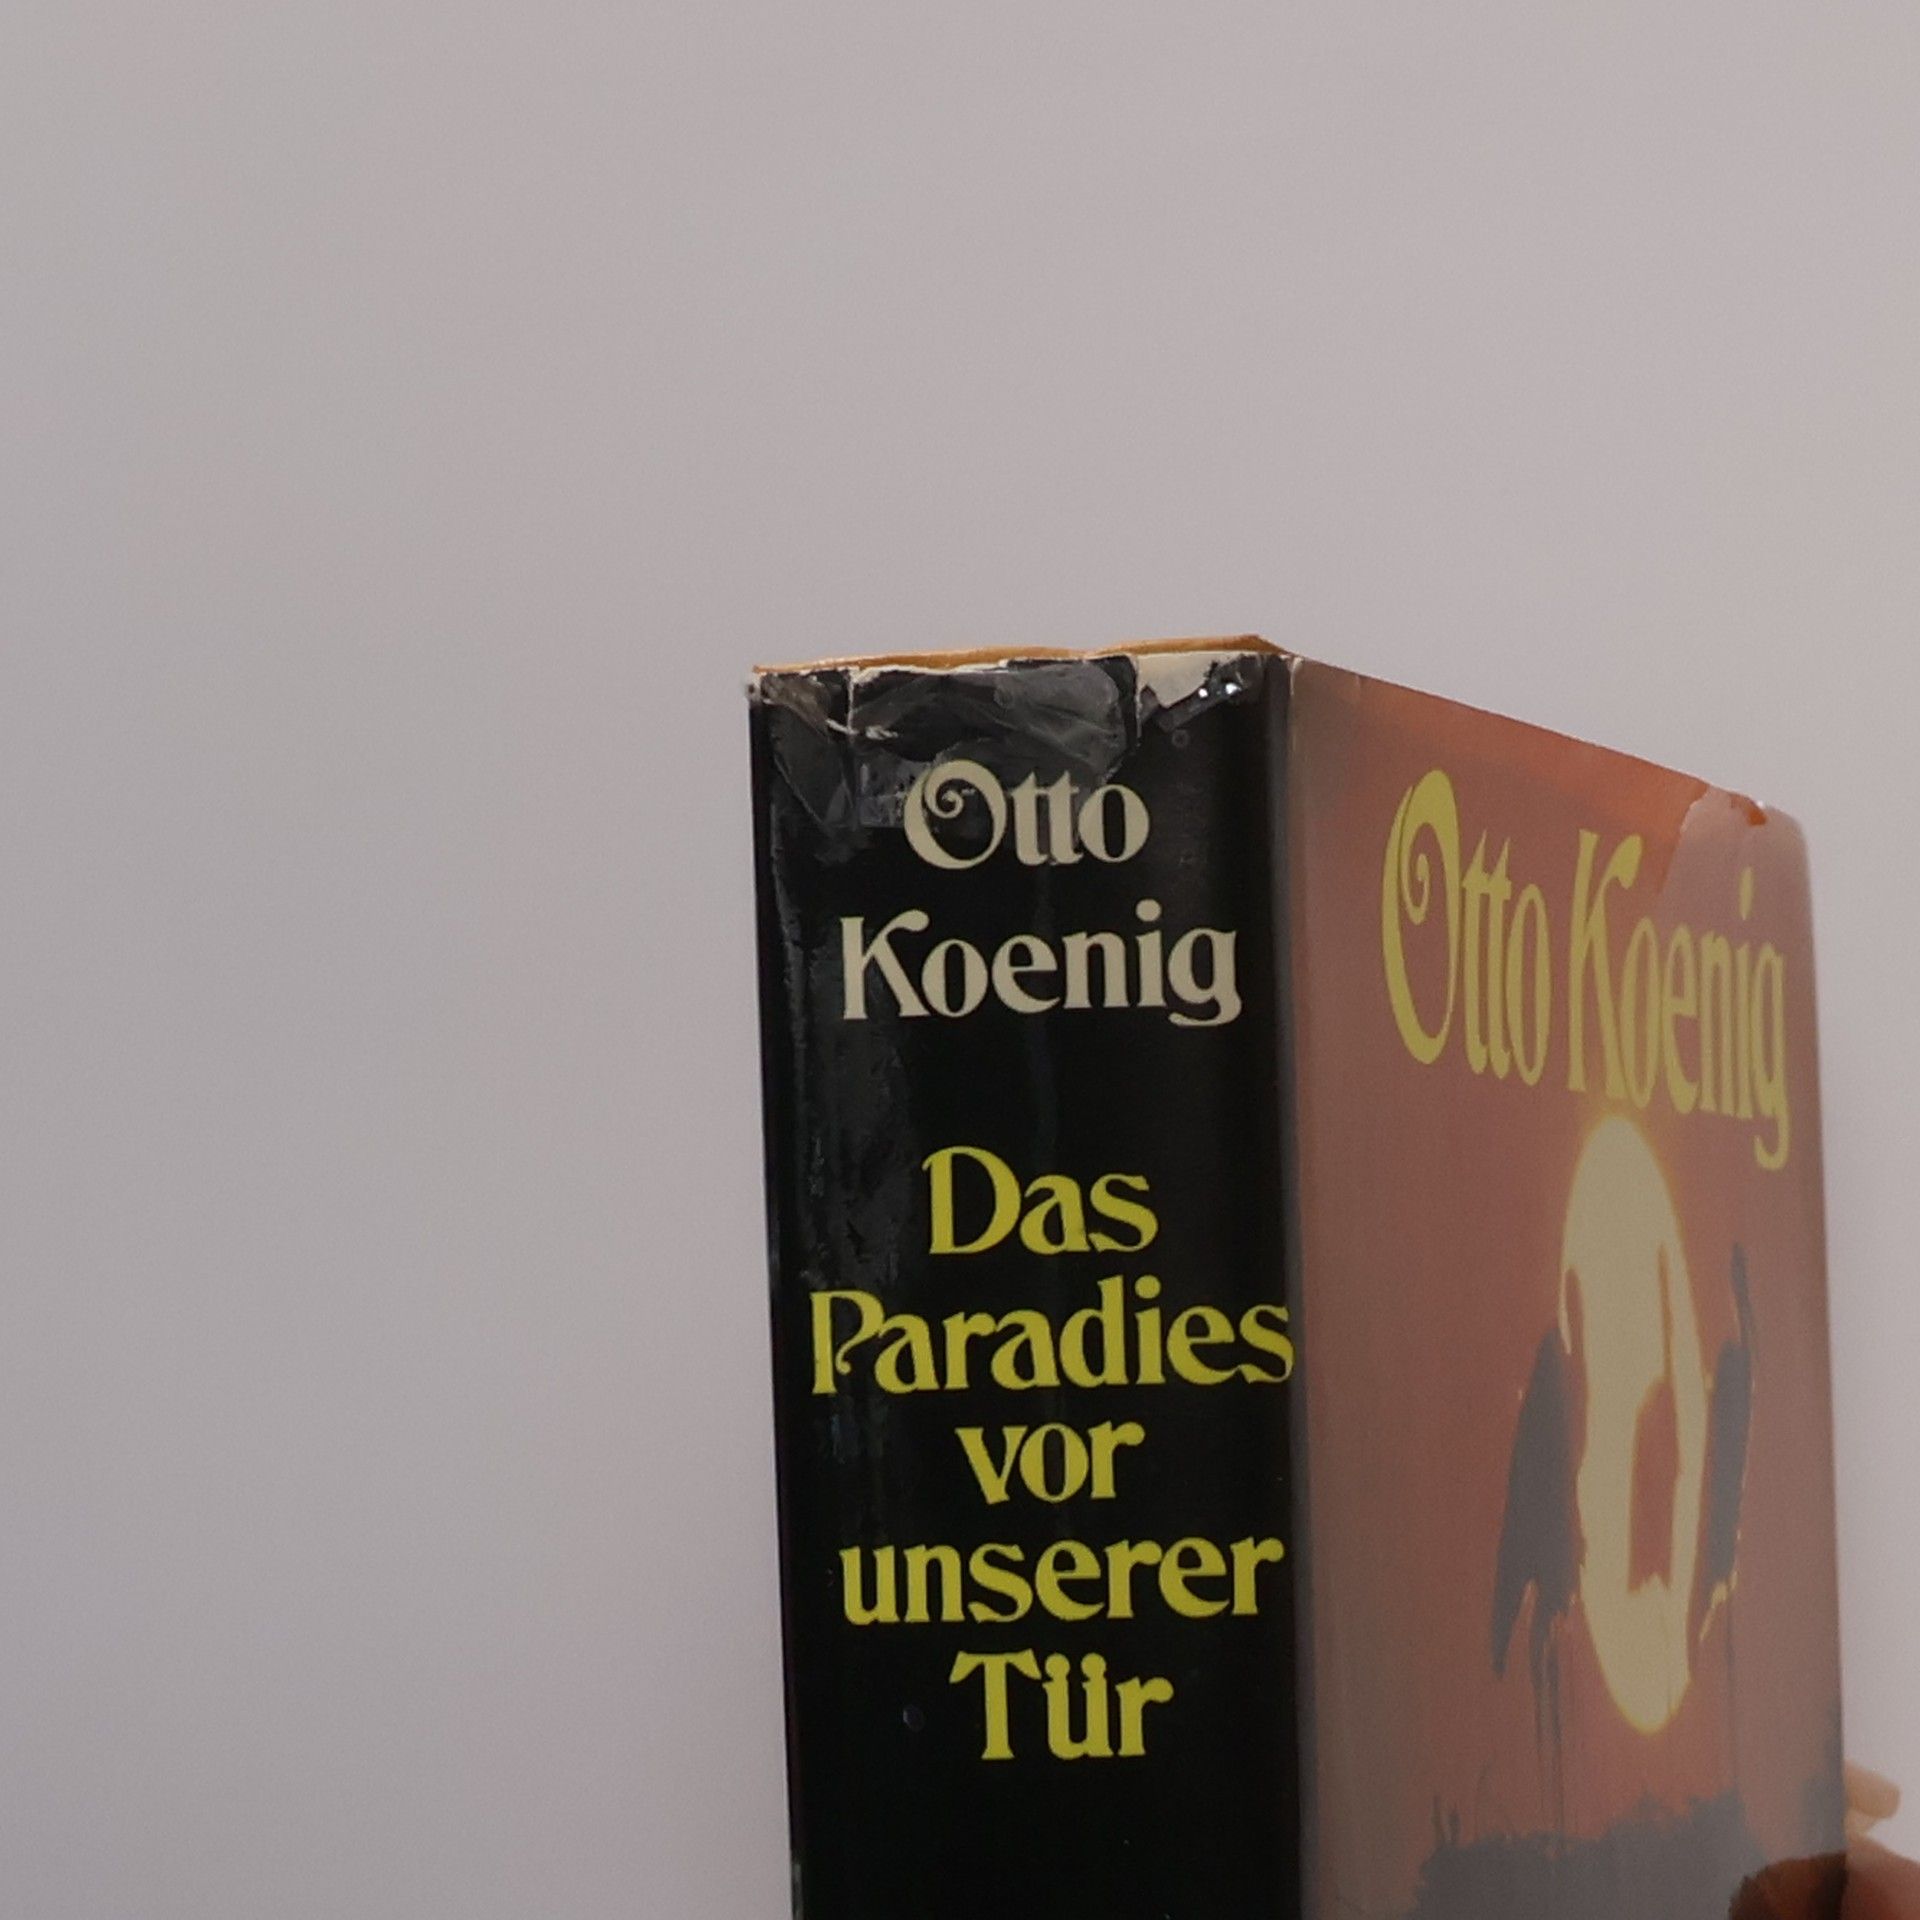 Otto
Koenig
Das
Paradies
vor
unserer
Tür
Otto Koenig